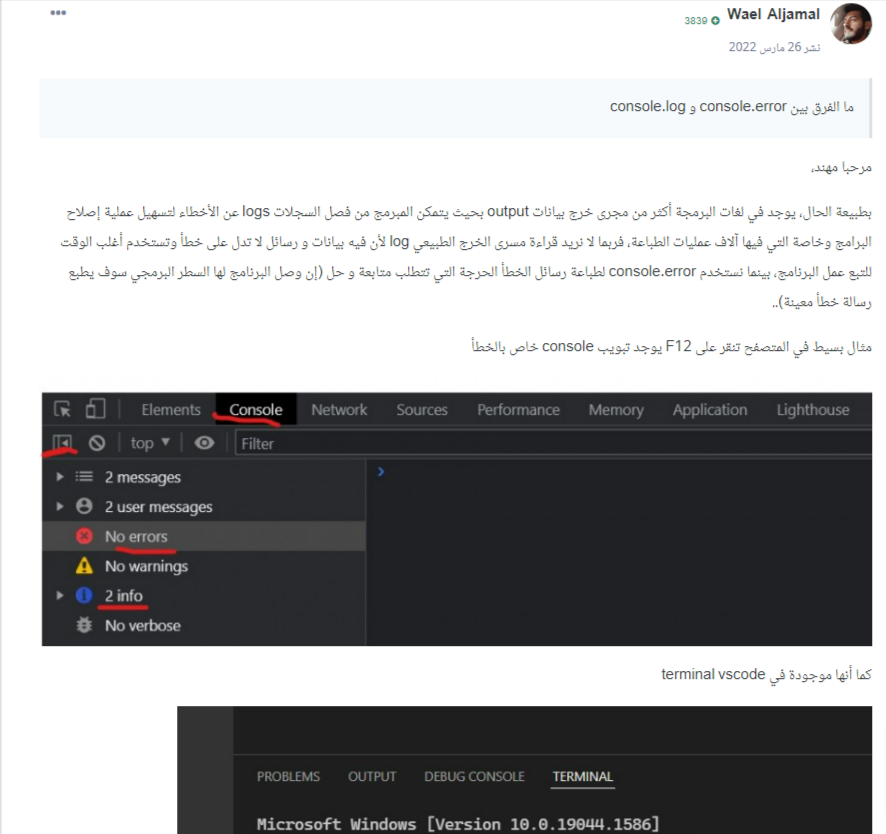 Wael Aljamal
3839
نشر 26 مارس 2022
ما الفرق بين console.error و console.log
مرحبا مهند،
بطبيعة الحال، يوجد في لغات البرمجة أكثر من مجرى خرج بيانات output بحيث يتمكن المبرمج من فصل السجلات logs عن الأخطاء لتسهيل عملية إصلاح
البرامج وخاصة التي فيها آلاف عمليات الطباعة، فربما لا نريد قراءة مسرى الخرج الطبيعي log لأن فيه بيانات و رسائل لا تدل على خطأ وتستخدم أغلب الوقت
للتبع عمل البرنامج، بينما نستخدم console.error لطباعة رسائل الخطأ الحرجة التي تتطلب متابعة و حل (إن وصل البرنامج لها السطر البرمجي سوف يطبع
رسالة خطأ معينة)..
مثال بسيط في المتصفح تنقر على F12 يوجد تبويب console خاص بالخطأ
Elements Console Network Sources Performance Memory Application Lighthouse
top Filter
2 messages
2 user messages
No errors
No warnings
2 info
No verbose
كما أنها موجودة في terminal vscode
PROBLEMS OUTPUT DEBUG CONSOLE TERMINAL
Microsoft Windows [Version 10.0.19044.1586]